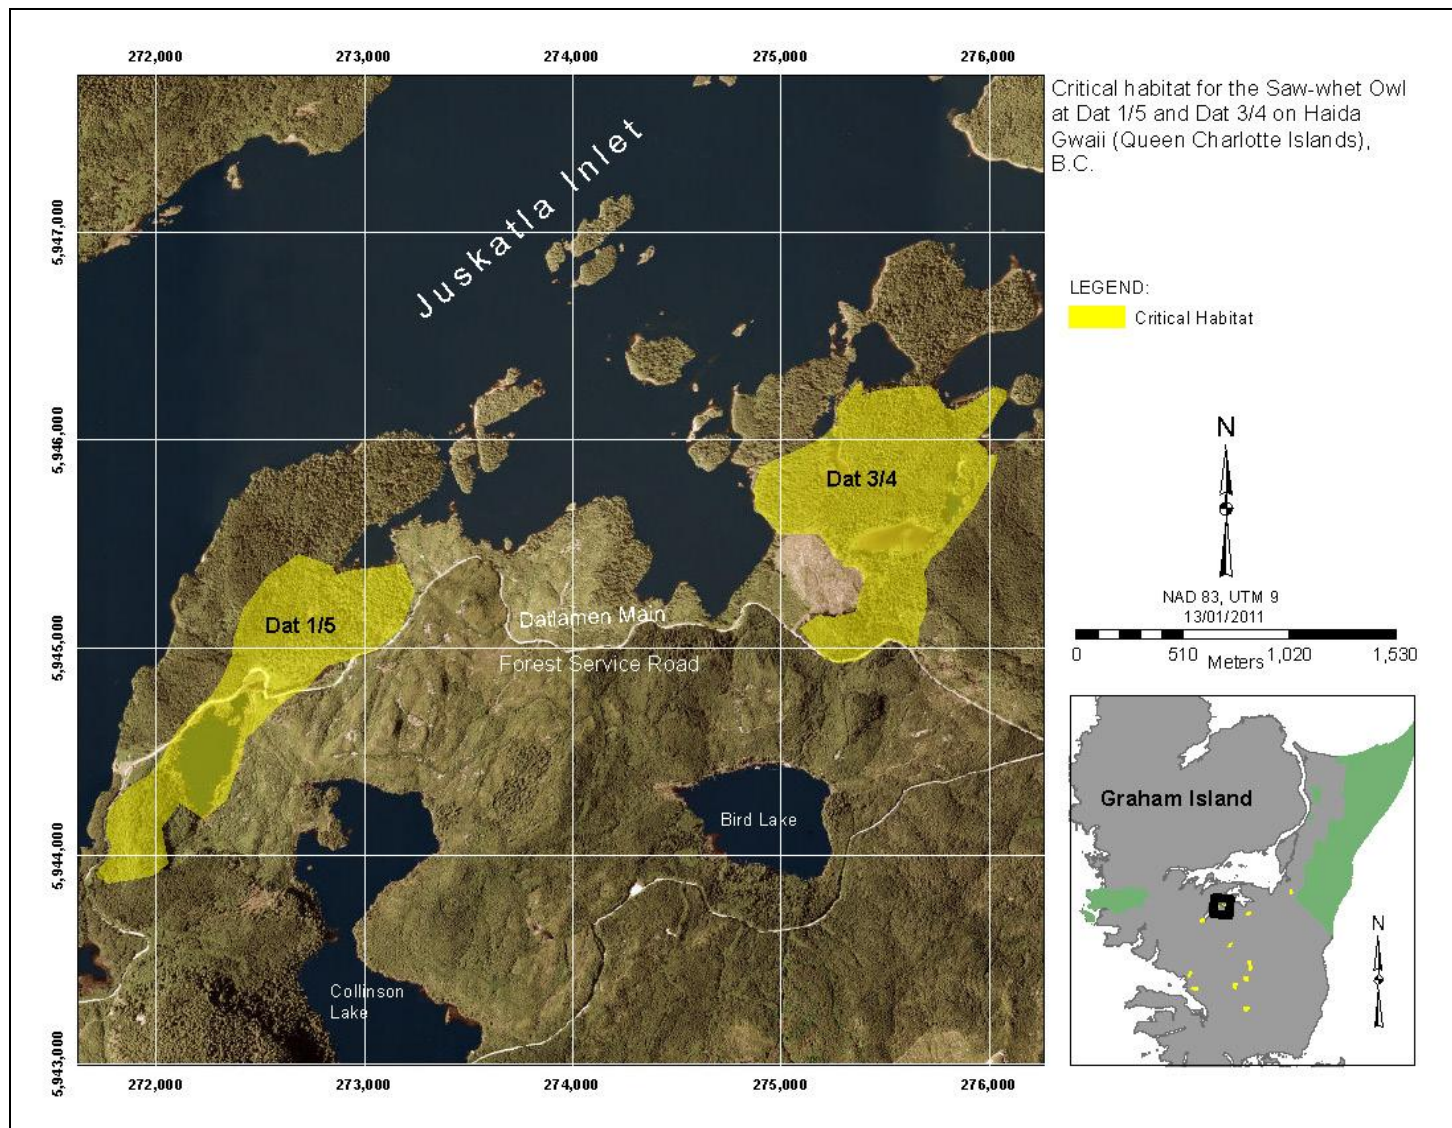 272,000 273,000 274,000 275,000 276,000
Critical habitat for the Saw-whet Owl
at Dat 1/5 and Dat 3/4 on Haida
Gwaii (Queen Charlotte Islands),
B.C.
Juskatla Inlet
5,947,000
LEGEND:
Critical Habitat
5,946,000
Dat 3/4
N
NAD 83, UTM 9
13/01/2011
0 510 Meters 1,020 1,530
Dat 1/5
Datlamen Main
Forest Service Road
5,945,000
Bird Lake
Graham Island
5,944,000
N
Collinson
Lake
5,943,000
272,000 273,000 274,000 275,000 276,000